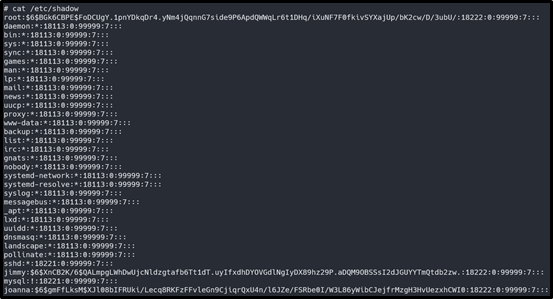 # cat /etc/shadow
root:$6$BGk6CBPE$FoDCUgY.1pnYDkqDr4.yNm4jQqnnG7side9P6ApdQWWqLr6t1DHq/iXuNF7F0fkivSYXajUp/bK2cw/D/3ubU/:18222:0:99999:7:::
daemon:*:18113:0:99999:7:::
bin:*:18113:0:99999:7:::
sys:*:18113:0:99999:7:::
sync:*:18113:0:99999:7:::
games:*:18113:0:99999:7:::
man:*:18113:0:99999:7:::
lp:*:18113:0:99999:7:::
mail:*:18113:0:99999:7:::
news:*:18113:0:99999:7:::
uucp:*:18113:0:99999:7:::
proxy:*:18113:0:99999:7:::
www-data:*:18113:0:99999:7:::
backup:*:18113:0:99999:7:::
list:*:18113:0:99999:7:::
irc:*:18113:0:99999:7:::
gnats:*:18113:0:99999:7:::
nobody:*:18113:0:99999:7:::
systemd-network:*:18113:0:99999:7:::
systemd-resolve:*:18113:0:99999:7:::
syslog:*:18113:0:99999:7:::
messagebus:*:18113:0:99999:7:::
_apt:*:18113:0:99999:7:::
lxd:*:18113:0:99999:7:::
uuidd:*:18113:0:99999:7:::
dnsmasq:*:18113:0:99999:7:::
landscape:*:18113:0:99999:7:::
pollinate:*:18113:0:99999:7:::
sshd:*:18221:0:99999:7:::
jimmy:$6$XnCB2K/6$QALmpgLWhDwUjcNldzgtafb6Tt1dT.uyIfxdhDYOVGdlNgIyDX89hz29P.aDQM9OBSSsI2dJGUYYTmQtdb2zw.:18222:0:99999:7:::
mysql:!:18221:0:99999:7:::
joanna:$6$gmFfLksM$XJl08bIFRUki/Lecq8RKFzFFvleGn9CjiqrQxU4n/l6JZe/FSRbe0I/W3L86yWibCJejfrMzgH3HvUezxhCWI0:18222:0:99999:7:::